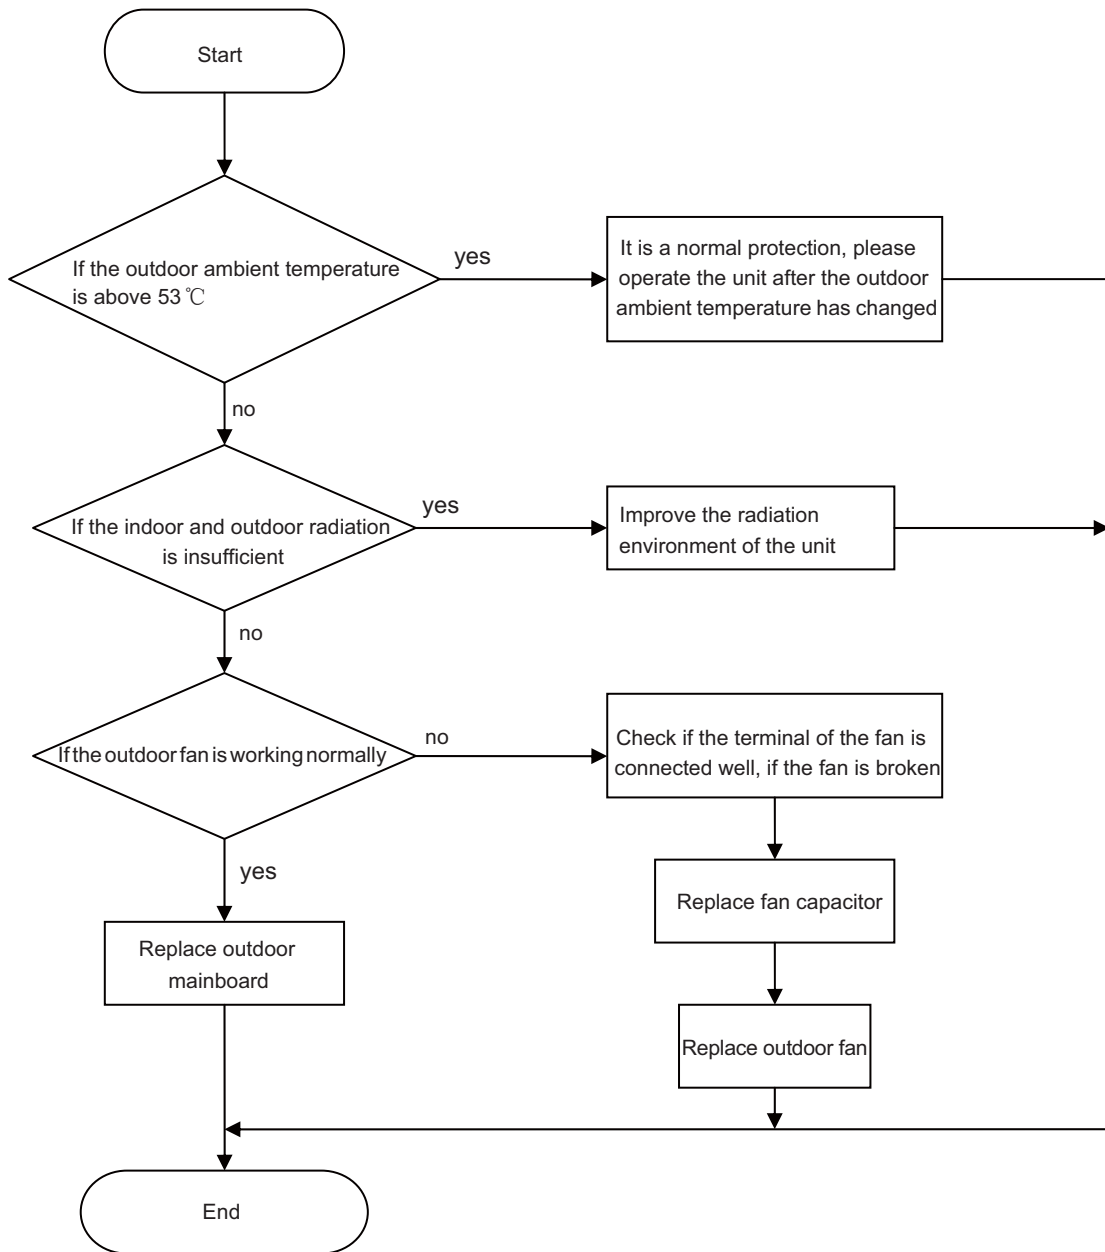 Start
If the outdoor ambient temperature
is above 53 ℃
yes
It is a normal protection, please
operate the unit after the outdoor
ambient temperature has changed
no
If the indoor and outdoor radiation
is insufficient
yes
Improve the radiation
environment of the unit
no
If the outdoor fan is working normally
no
Check if the terminal of the fan is
connected well, if the fan is broken
yes
Replace fan capacitor
Replace outdoor
mainboard
Replace outdoor fan
End